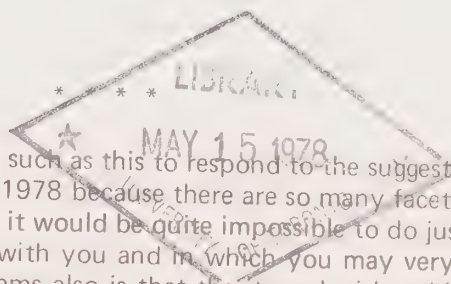 * * * *
LIBRARY
MAY 15 1978
such as this to respond to the suggest
1978 because there are so many facet
it would be quite impossible to do jus
with you and in which you may very